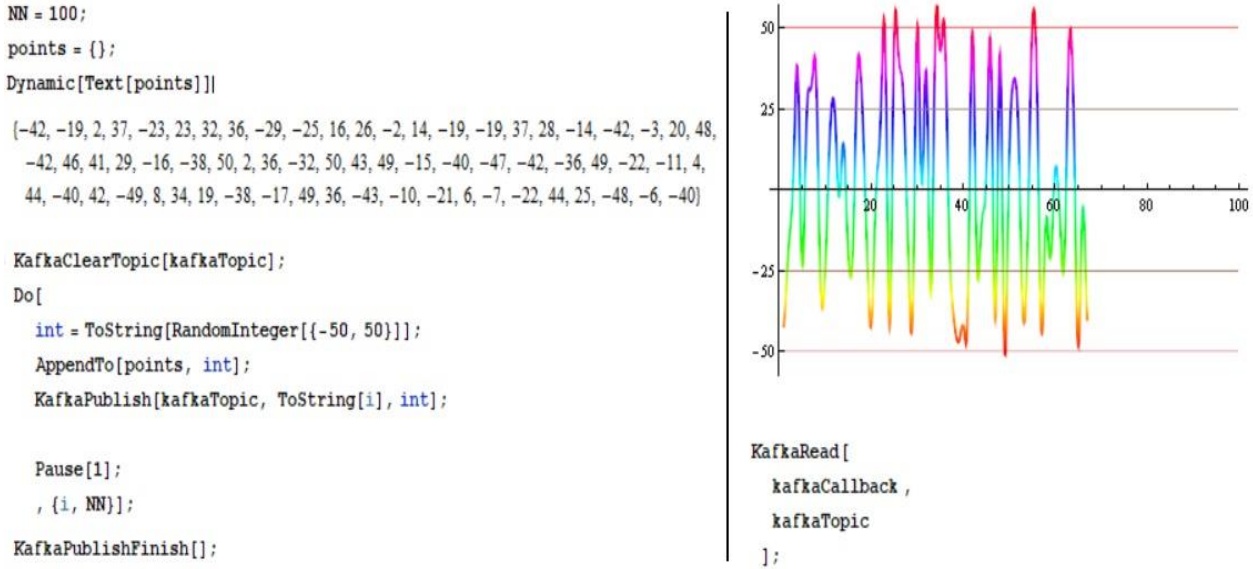 NN = 100;
points = {};
Dynamic[Text[points]]
{−42, −19, 2, 37, −23, 23, 32, 36, −29, −25, 16, 26, −2, 14, −19, −19, 37, 28, −14, −42, −3, 20, 48,
−42, 46, 41, 29, −16, −38, 50, 2, 36, −32, 50, 43, 49, −15, −40, −47, −42, −36, 49, −22, −11, 4,
44, −40, 42, −49, 8, 34, 19, −38, −17, 49, 36, −43, −10, −21, 6, −7, −22, 44, 25, −48, −6, −40}
KafkaClearTopic[kafkaTopic];
Do[
int = ToString[RandomInteger[{-50, 50}]];
AppendTo[points, int];
KafkaPublish[kafkaTopic, ToString[i], int];
Pause[1];
, {i, NN}];
KafkaPublishFinish[];
50
25
20 40 60 80 100
−25
−50
KafkaRead[
kafkaCallback ,
kafkaTopic
];